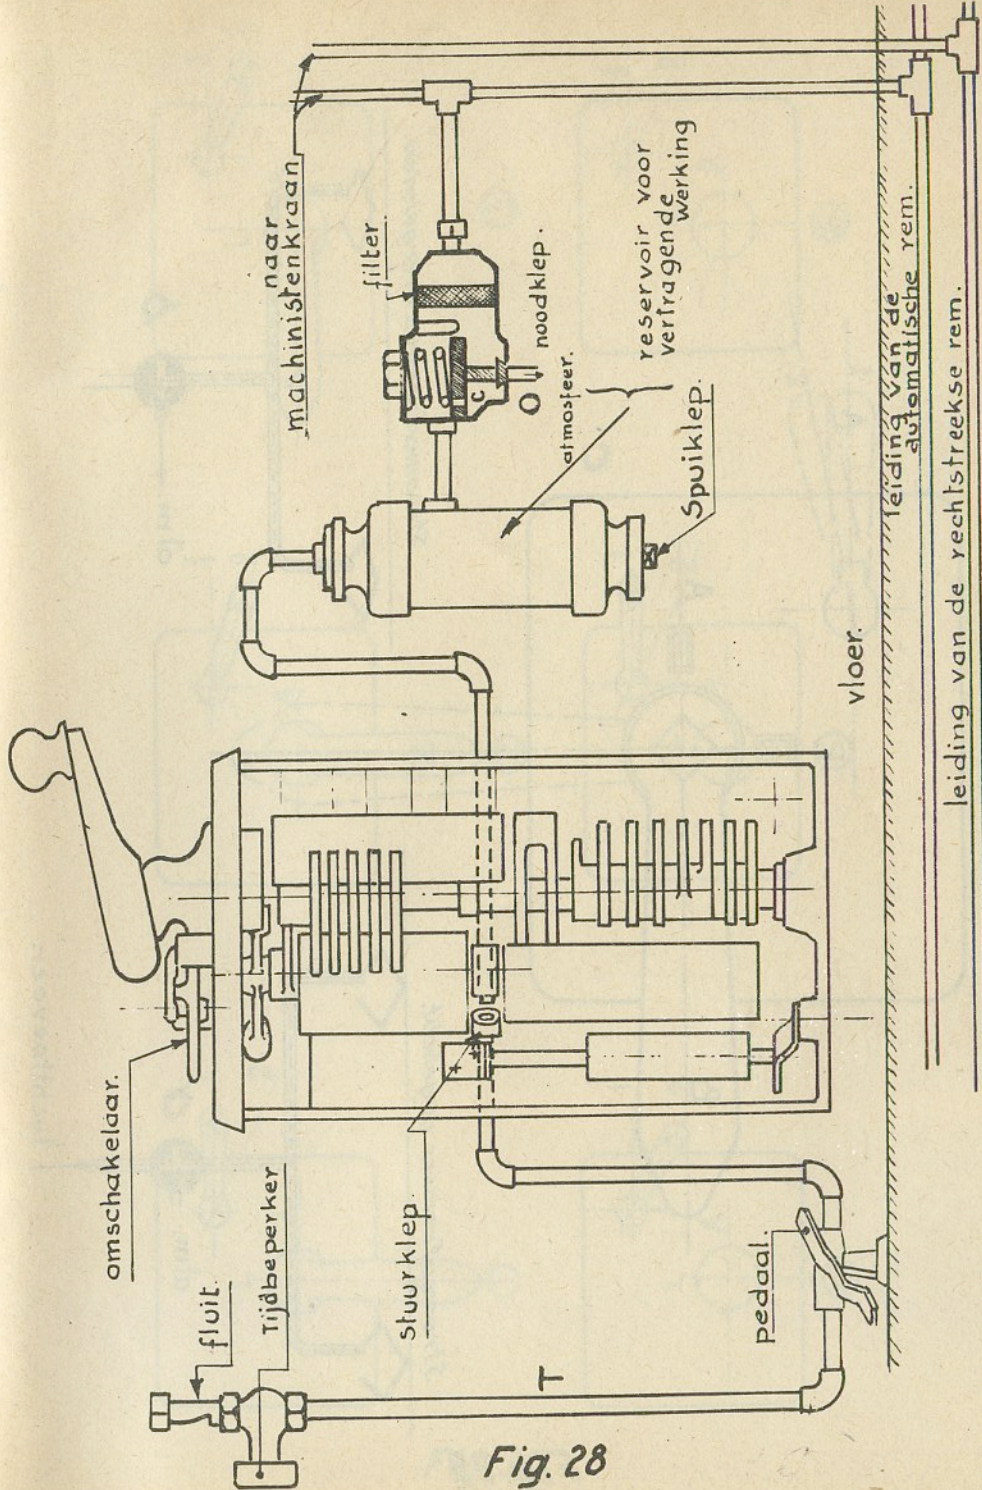 naar
machinistenkraan
filter
noodklep.
C
O
atmosfeer.
reservoir voor
vertragende
werking
Spuiklep.
leiding van de
automatische rem.
leiding van de rechtstreekse rem.
vloer.
omschakelaar.
fluit.
Tijdbeperker
stuurklep.
pedaal.
T
Fig. 28